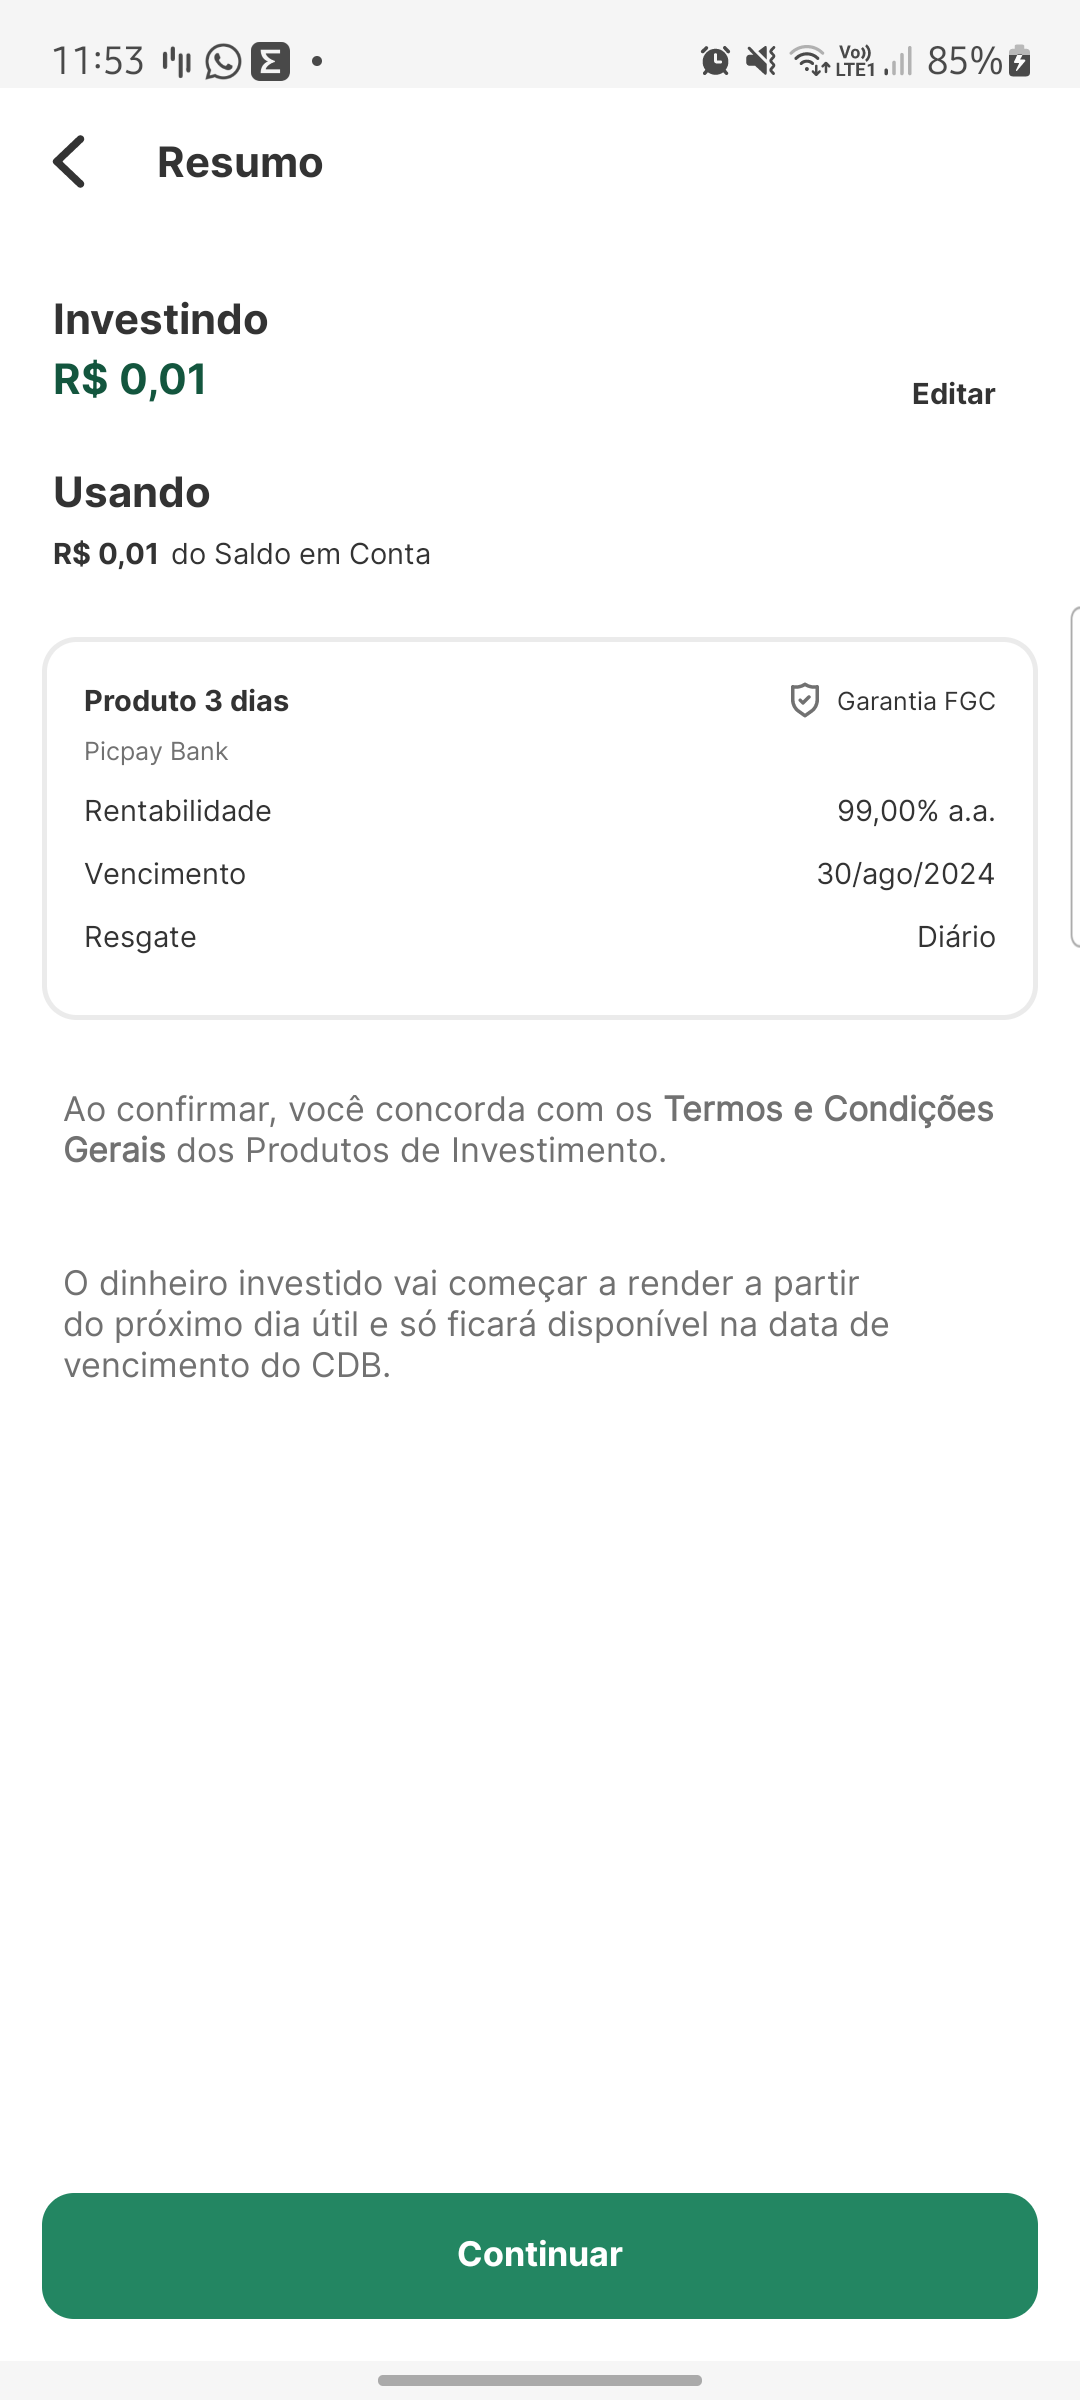 11:53
Vo))
LTE1
85%
Resumo
Investindo
R$ 0,01
Editar
Usando
R$ 0,01 do Saldo em Conta
Produto 3 dias
Garantia FGC
Picpay Bank
Rentabilidade
99,00% a.a.
Vencimento
30/ago/2024
Resgate
Diário
Ao confirmar, você concorda com os Termos e Condições
Gerais dos Produtos de Investimento.
O dinheiro investido vai começar a render a partir
do próximo dia útil e só ficará disponível na data de
vencimento do CDB.
Continuar